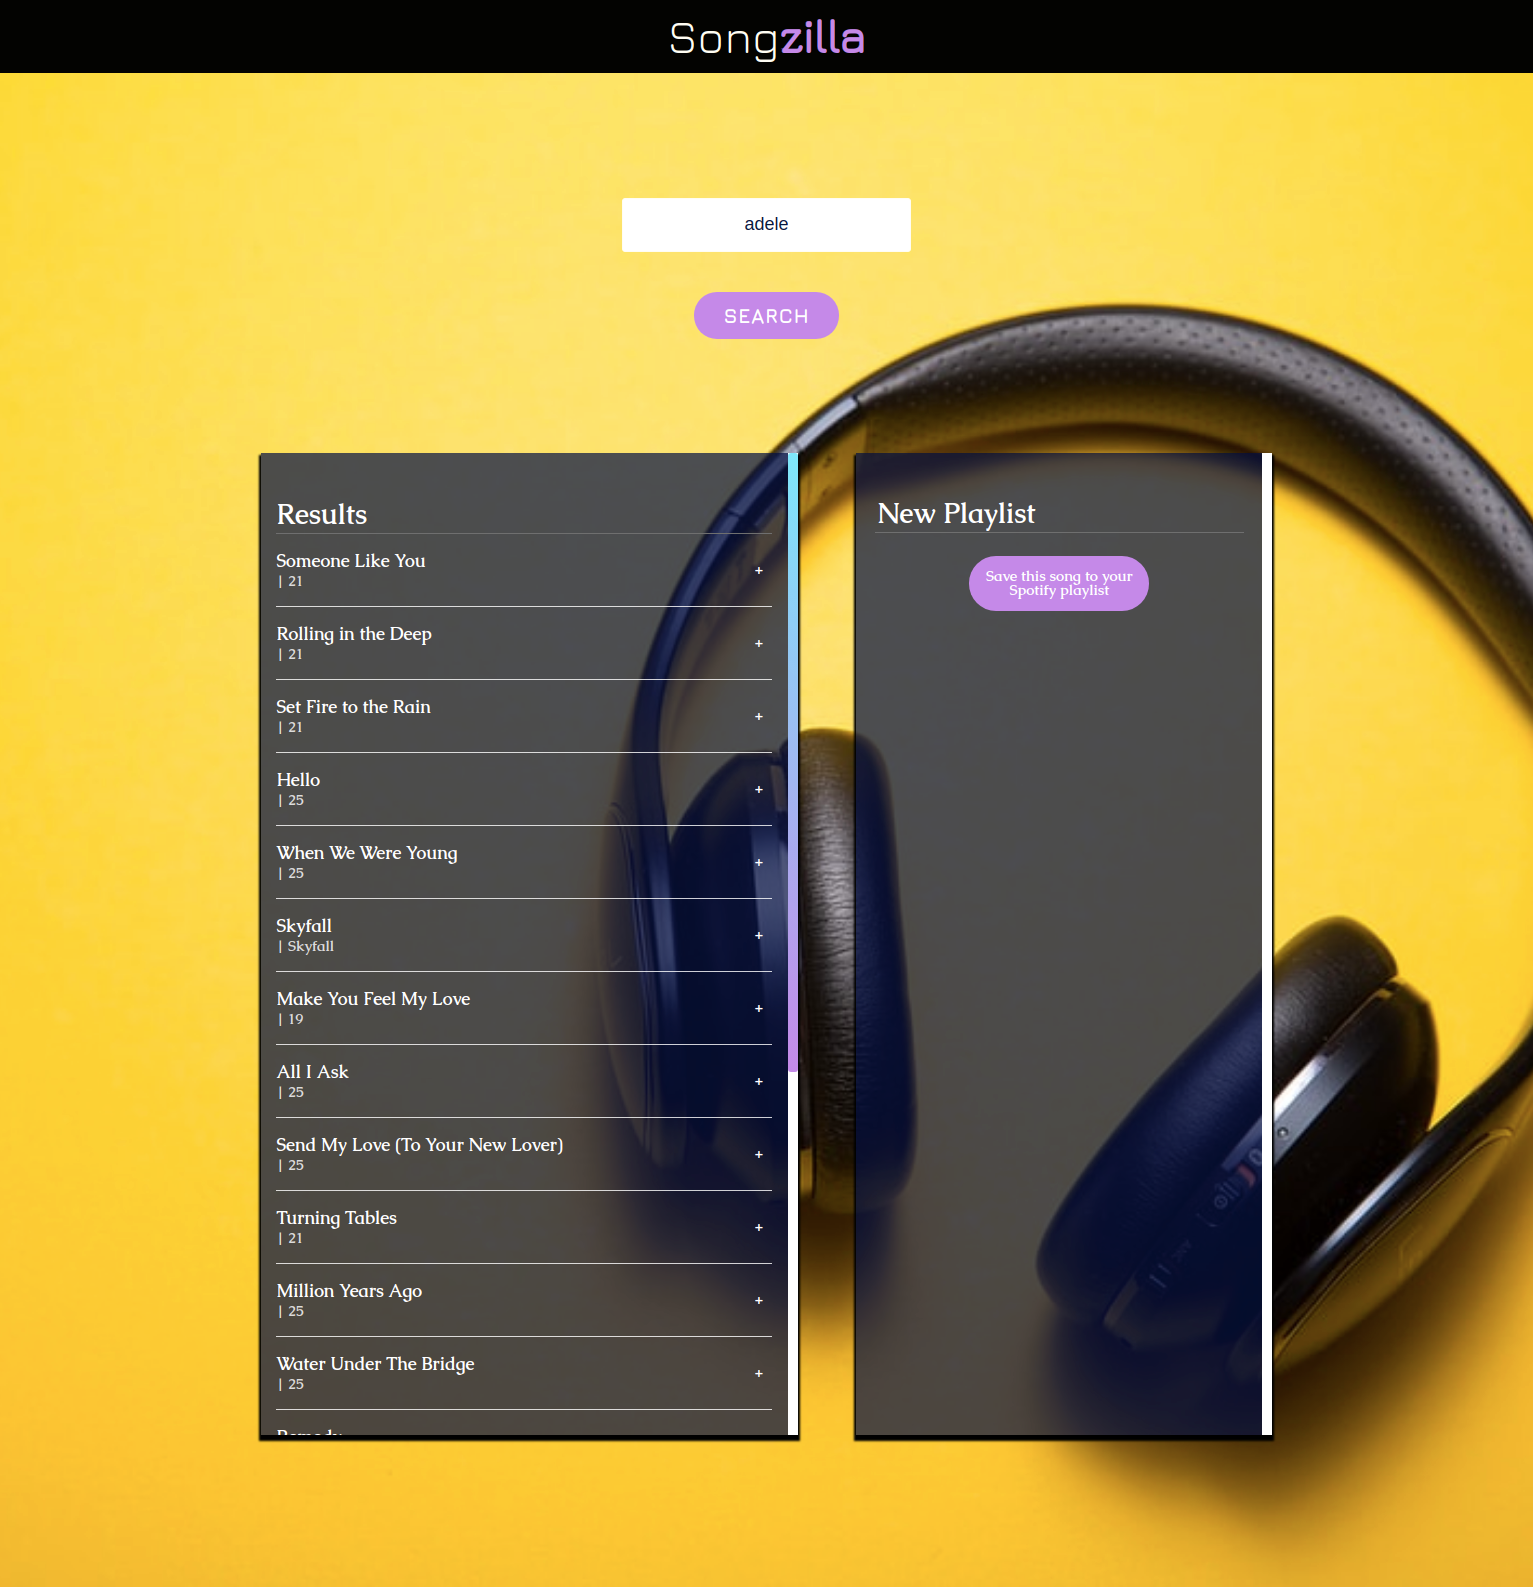 Songzilla
adele
SEARCH
Results
Someone Like You
| 21
+
Rolling in the Deep
| 21
+
Set Fire to the Rain
| 21
+
Hello
| 25
+
When We Were Young
| 25
+
Skyfall
| Skyfall
+
Make You Feel My Love
| 19
+
All I Ask
| 25
+
Send My Love (To Your New Lover)
| 25
+
Turning Tables
| 21
+
Million Years Ago
| 25
+
Water Under The Bridge
| 25
+
Remedy
New Playlist
Save this song to your
Spotify playlist